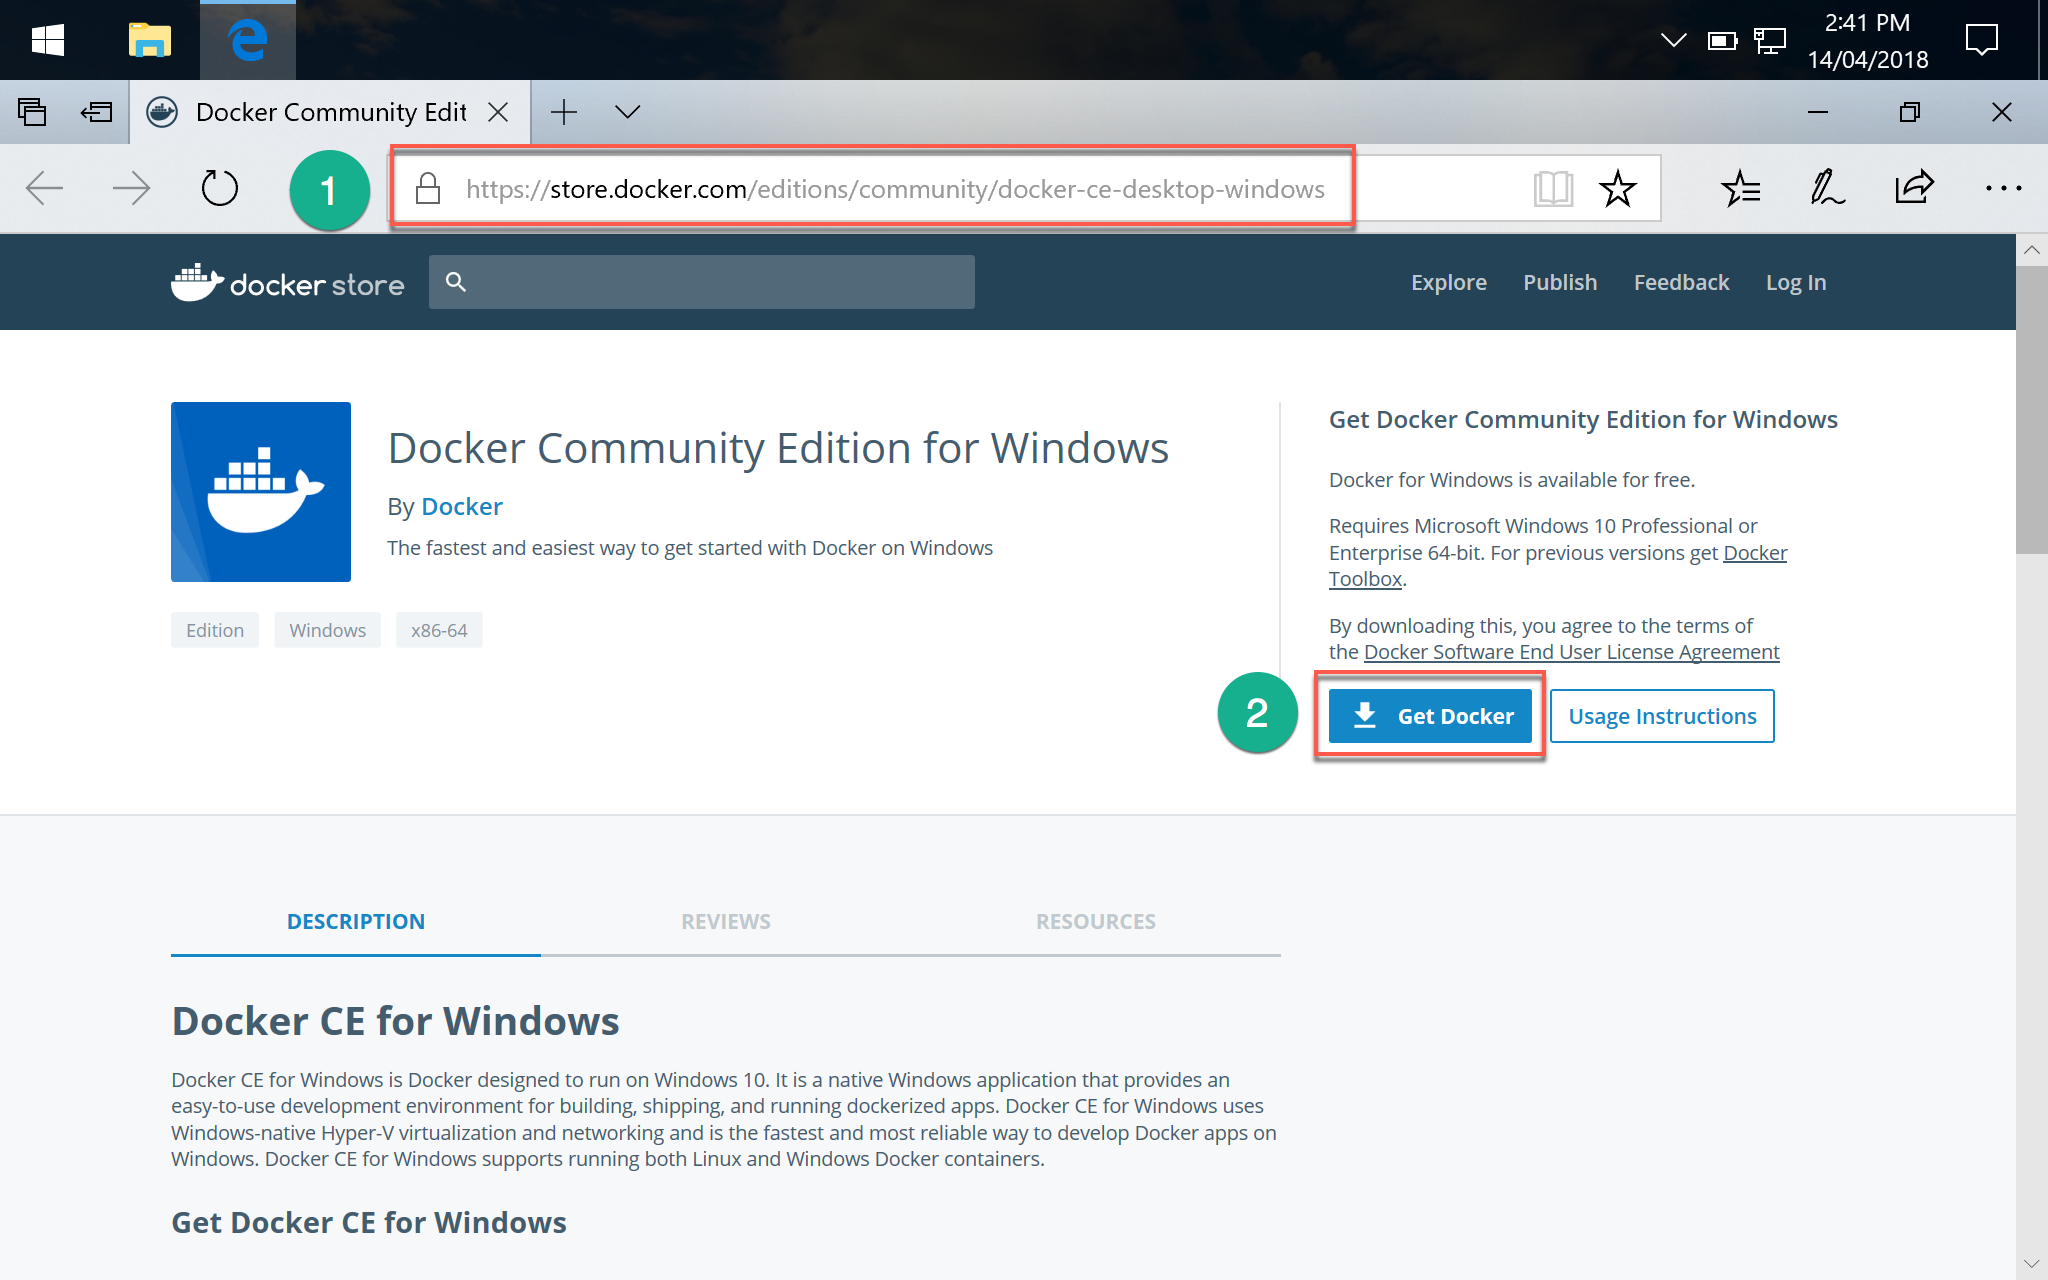 2:41 PM
14/04/2018
Docker Community Edit
1
https://store.docker.com/editions/community/docker-ce-desktop-windows
docker store
Explore
Publish
Feedback
Log In
Docker Community Edition for Windows
By Docker
The fastest and easiest way to get started with Docker on Windows
Edition
Windows
x86-64
Get Docker Community Edition for Windows
Docker for Windows is available for free.
Requires Microsoft Windows 10 Professional or
Enterprise 64-bit. For previous versions get Docker
Toolbox.
By downloading this, you agree to the terms of
the Docker Software End User License Agreement
2
Get Docker
Usage Instructions
DESCRIPTION
REVIEWS
RESOURCES
Docker CE for Windows
Docker CE for Windows is Docker designed to run on Windows 10. It is a native Windows application that provides an
easy-to-use development environment for building, shipping, and running dockerized apps. Docker CE for Windows uses
Windows-native Hyper-V virtualization and networking and is the fastest and most reliable way to develop Docker apps on
Windows. Docker CE for Windows supports running both Linux and Windows Docker containers.
Get Docker CE for Windows